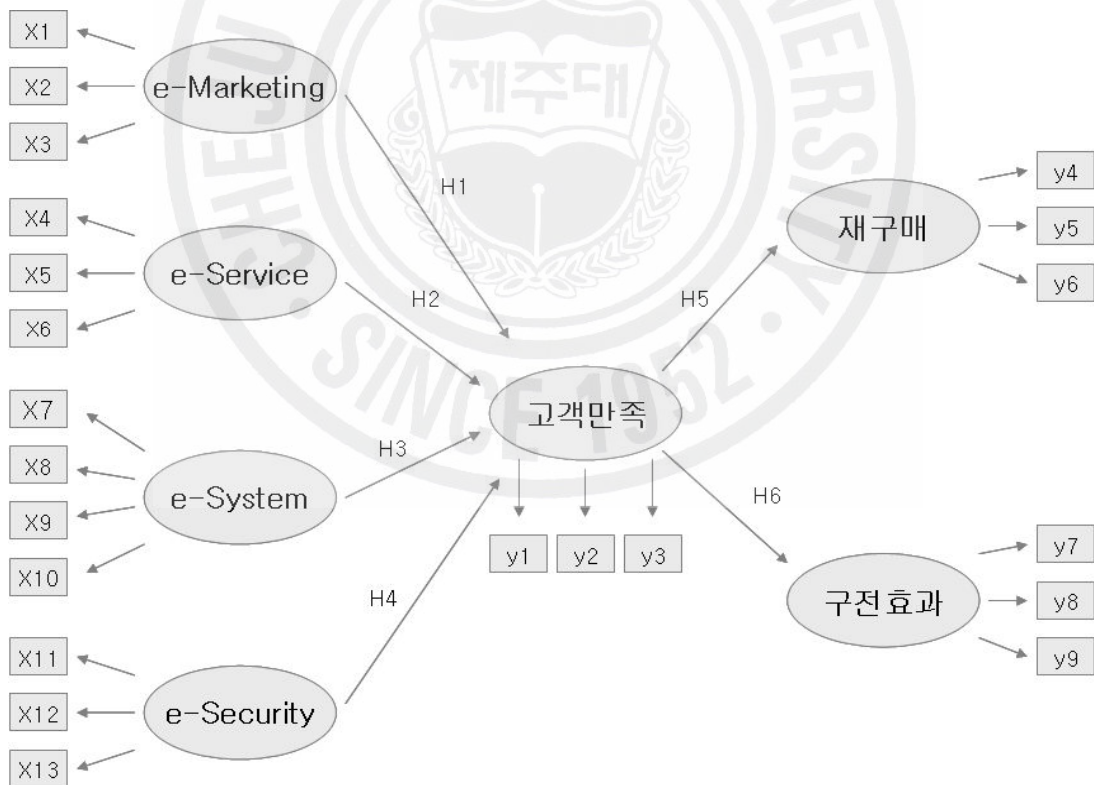 X1
X2
X3
e-Marketing
H1
X4
X5
X6
e-Service
H2
X7
X8
X9
X10
e-System
H3
X11
X12
X13
e-Security
H4
고객만족
y1 y2 y3
H5
재구매
y4
y5
y6
H6
구전효과
y7
y8
y9
제주대
CHEJU
NERSITY
SINCE 1952